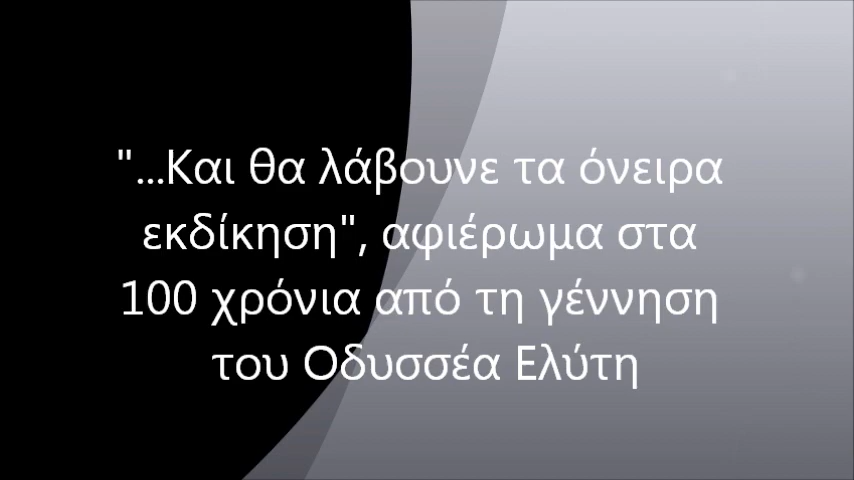 "...Και θα λάβουνε τα όνειρα
εκδίκηση", αφιέρωμα στα
100 χρόνια από τη γέννηση
του Οδυσσέα Ελύτη